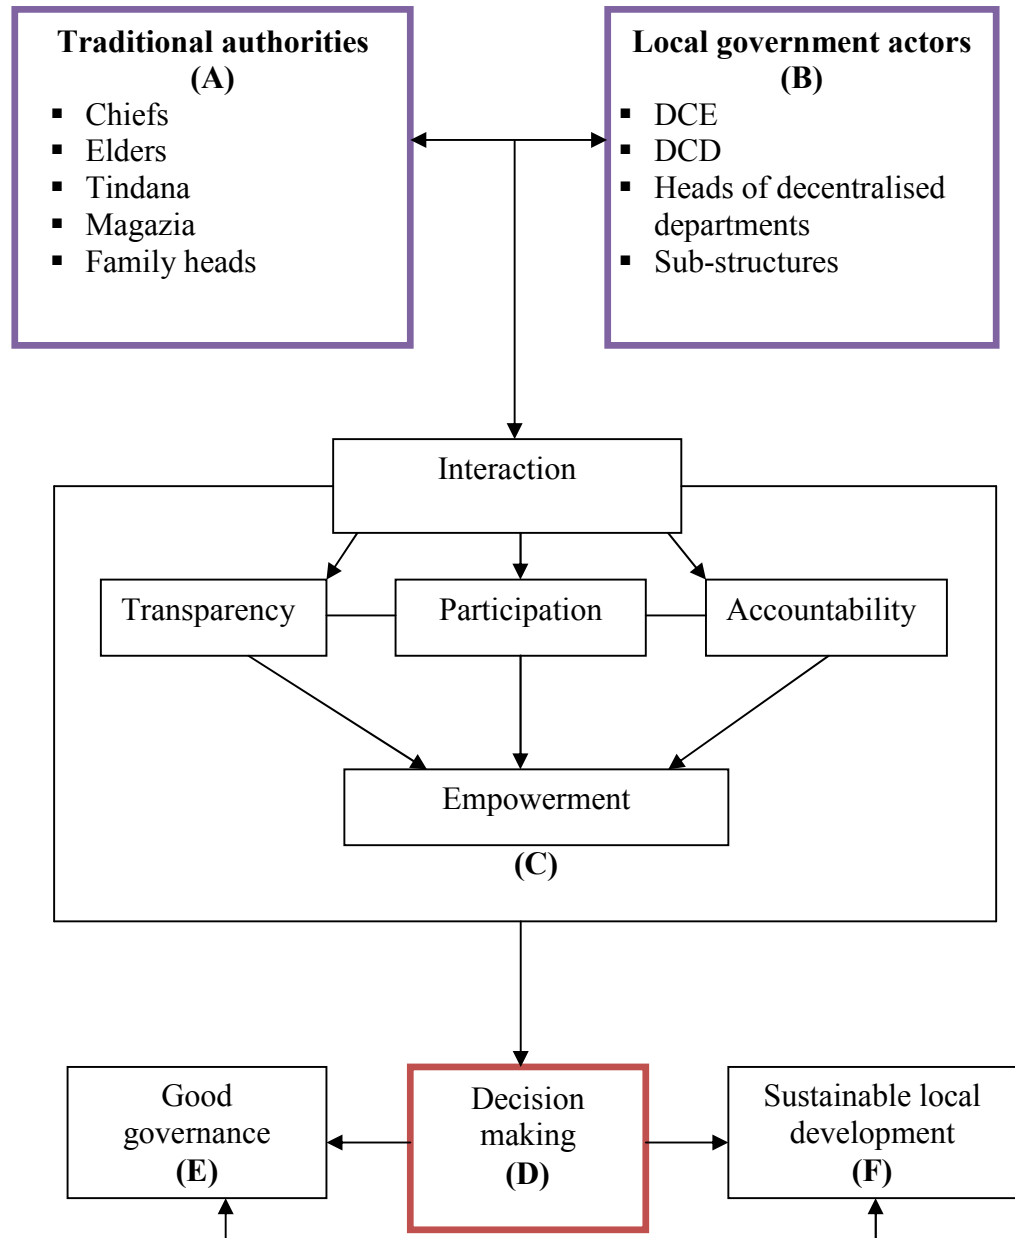 Traditional authorities
(A)
▪ Chiefs
▪ Elders
▪ Tindana
▪ Magazia
▪ Family heads
Local government actors
(B)
▪ DCE
▪ DCD
▪ Heads of decentralised
departments
▪ Sub-structures
Interaction
Transparency
Participation
Accountability
Empowerment
(C)
Good
governance
(E)
Decision
making
(D)
Sustainable local
development
(F)